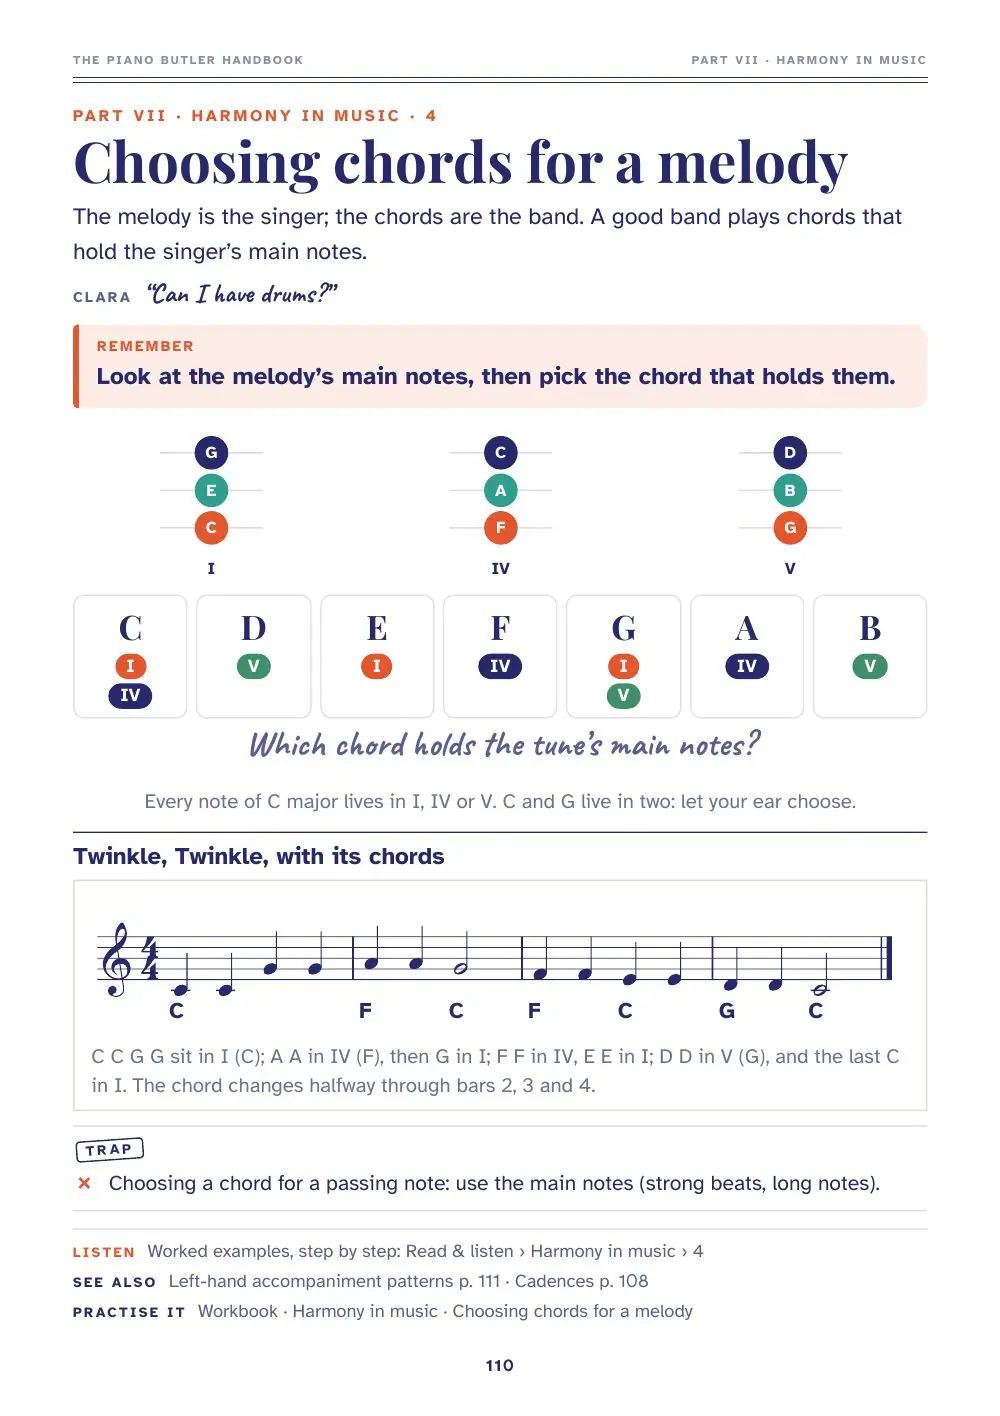 THE PIANO BUTLER HANDBOOK
PART VII · HARMONY IN MUSIC
PART VII · HARMONY IN MUSIC · 4
Choosing chords for a melody
The melody is the singer; the chords are the band. A good band plays chords that
hold the singer’s main notes.
CLARA “Can I have drums?”
REMEMBER
Look at the melody’s main notes, then pick the chord that holds them.
G C D
E A B
C F G
I IV V
C D E F G A B
I V I IV I IV V
IV V
Which chord holds the tune’s main notes?
Every note of C major lives in I, IV or V. C and G live in two: let your ear choose.
Twinkle, Twinkle, with its chords
4
4
C F C F C G C
C C G G sit in I (C); A A in IV (F), then G in I; F F in IV, E E in I; D D in V (G), and the last C
in I. The chord changes halfway through bars 2, 3 and 4.
TRAP
× Choosing a chord for a passing note: use the main notes (strong beats, long notes).
LISTEN Worked examples, step by step: Read & listen › Harmony in music › 4
SEE ALSO Left-hand accompaniment patterns p. 111 · Cadences p. 108
PRACTISE IT Workbook · Harmony in music · Choosing chords for a melody
110